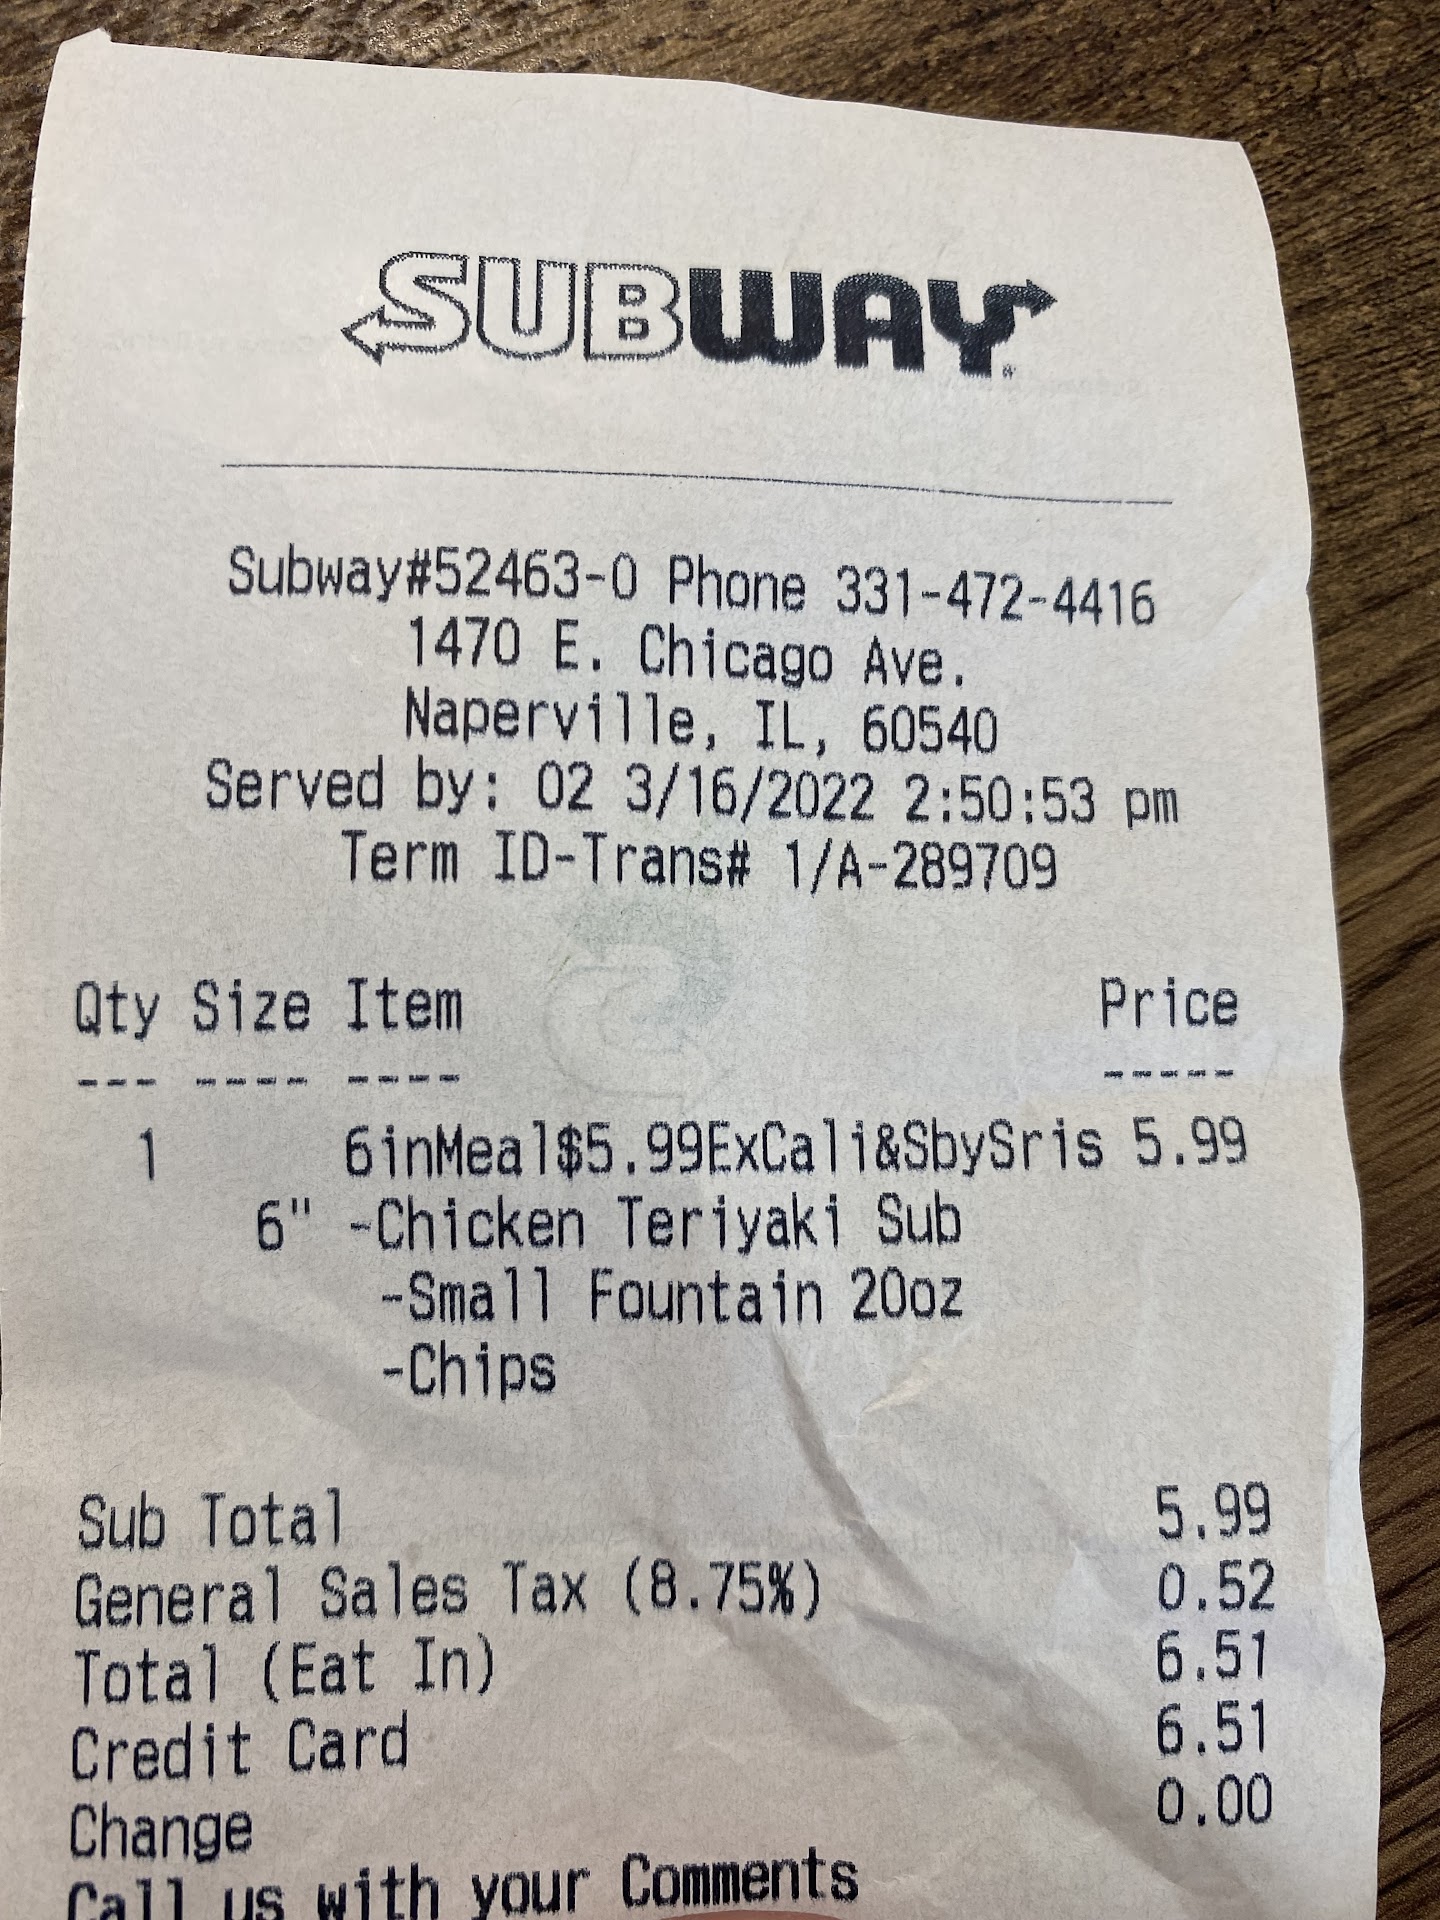 SUBWAY
Subway#52463-0 Phone 331-472-4416
1470 E. Chicago Ave.
Naperville, IL, 60540
Served by: 02 3/16/2022 2:50:53 pm
Term ID-Trans# 1/A-289709
Qty Size Item Price
--- ---- ---- -----
1 6inMeal$5.99ExCali&SbySris 5.99
6" -Chicken Teriyaki Sub
-Small Fountain 20oz
-Chips
Sub Total 5.99
General Sales Tax (8.75%) 0.52
Total (Eat In) 6.51
Credit Card 6.51
Change 0.00
Call us with your Comments